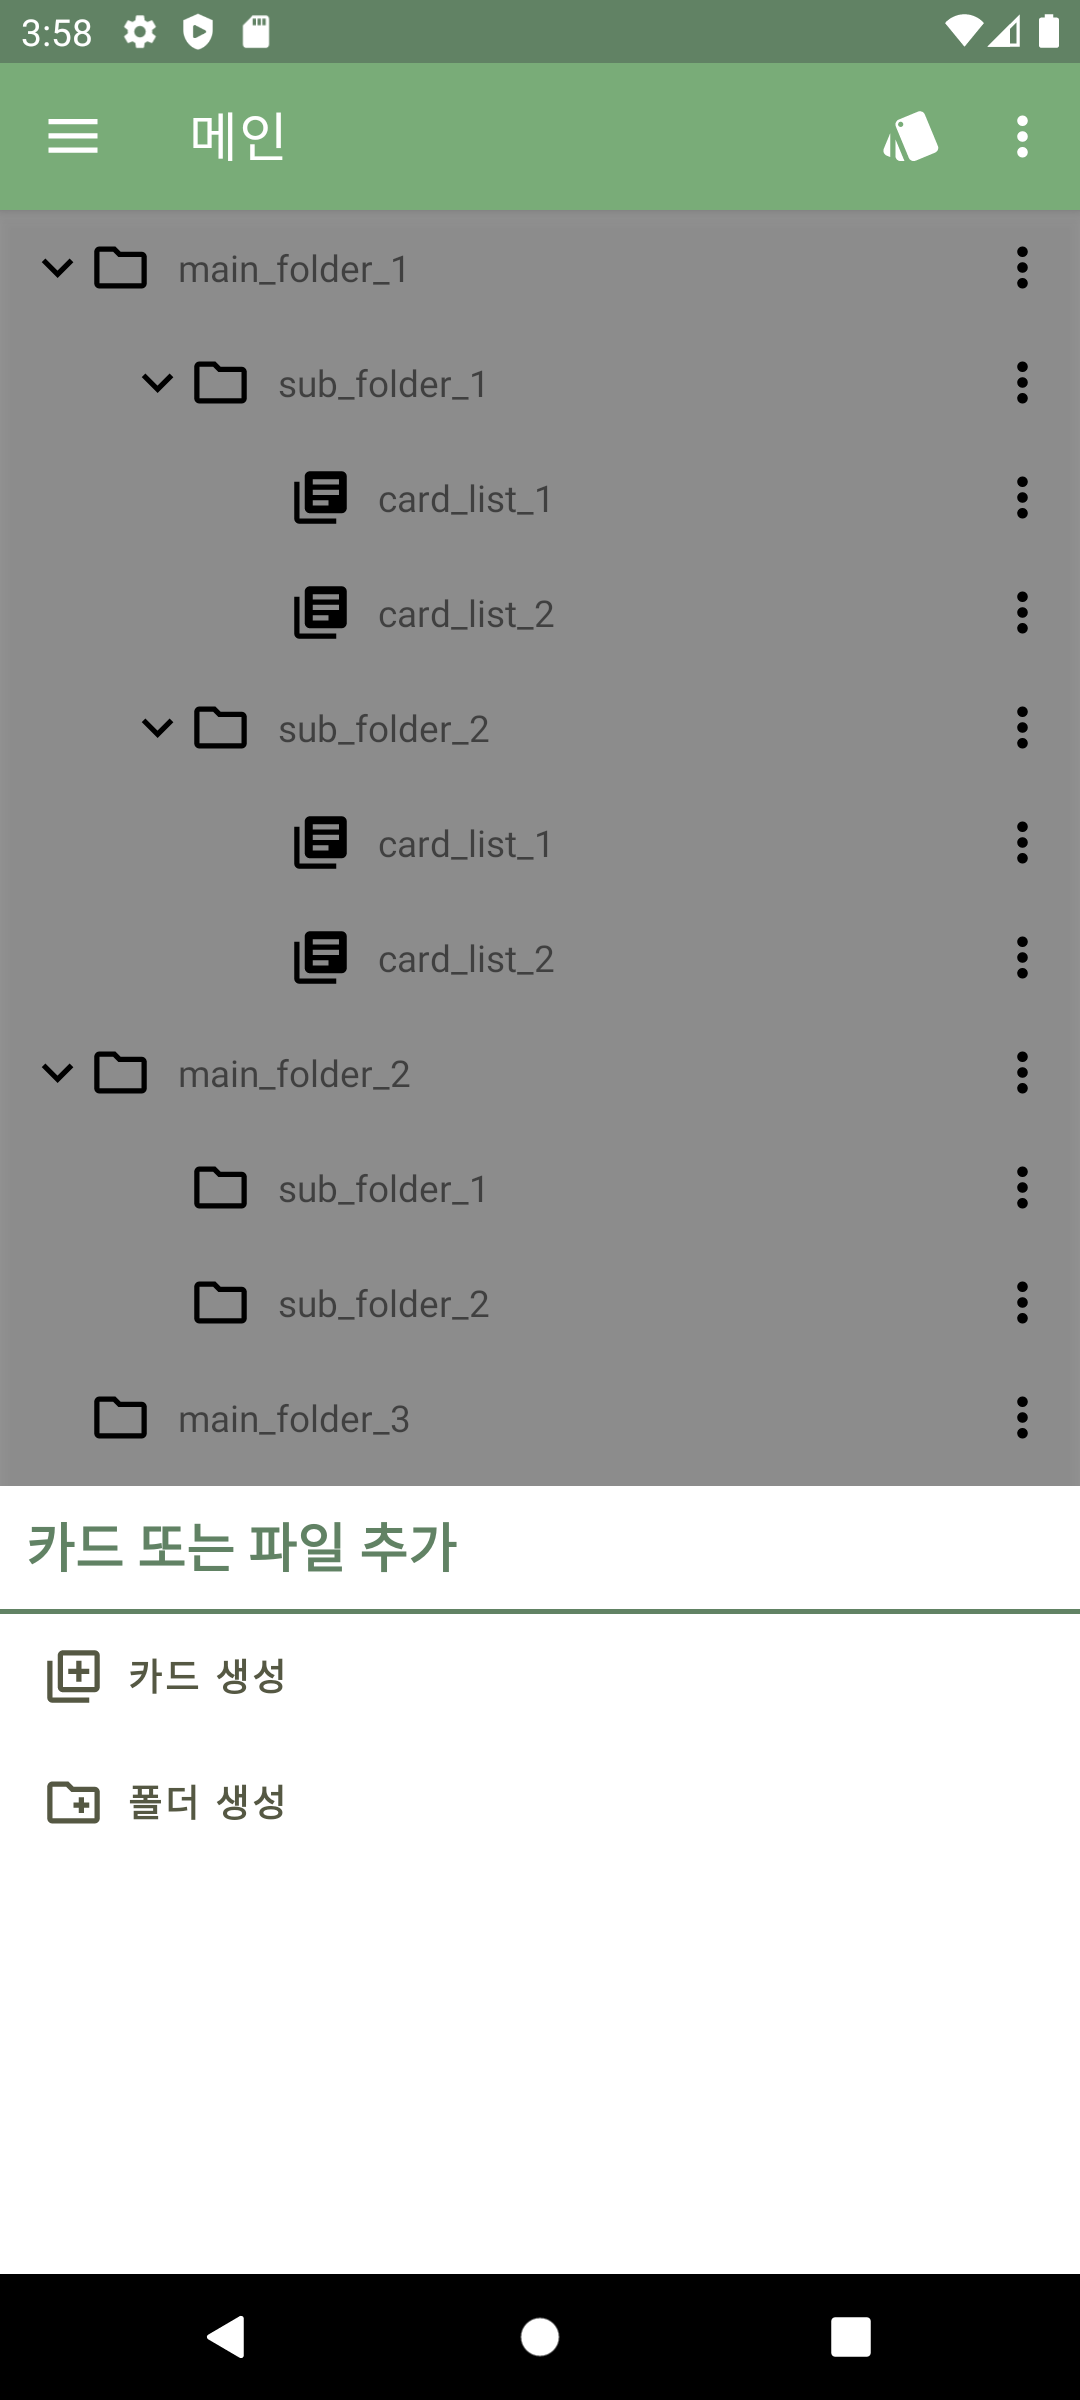 3:58
메인
main_folder_1
sub_folder_1
card_list_1
card_list_2
sub_folder_2
card_list_1
card_list_2
main_folder_2
sub_folder_1
sub_folder_2
main_folder_3
카드 또는 파일 추가
카드 생성
폴더 생성